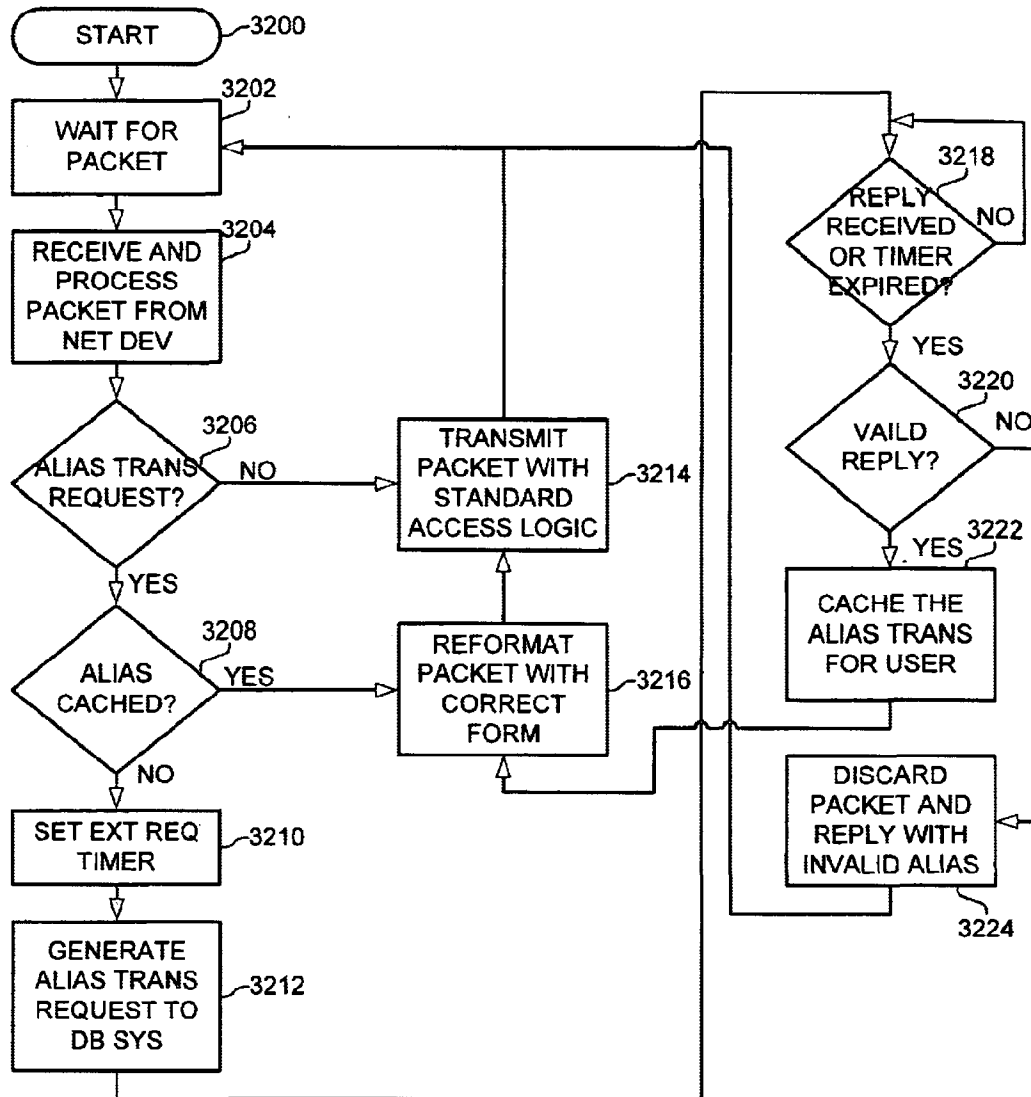 START
3200
3202
WAIT FOR
PACKET
3204
RECEIVE AND
PROCESS
PACKET FROM
NET DEV
3206
ALIAS TRANS
REQUEST?
NO
YES
3208
ALIAS
CACHED?
YES
NO
SET EXT REQ
TIMER
3210
GENERATE
ALIAS TRANS
REQUEST TO
DB SYS
3212
TRANSMIT
PACKET WITH
STANDARD
ACCESS LOGIC
3214
REFORMAT
PACKET WITH
CORRECT
FORM
3216
3218
REPLY
RECEIVED
OR TIMER
EXPIRED?
NO
YES
3220
VAILD
REPLY?
NO
YES
3222
CACHE THE
ALIAS TRANS
FOR USER
DISCARD
PACKET AND
REPLY WITH
INVALID ALIAS
3224